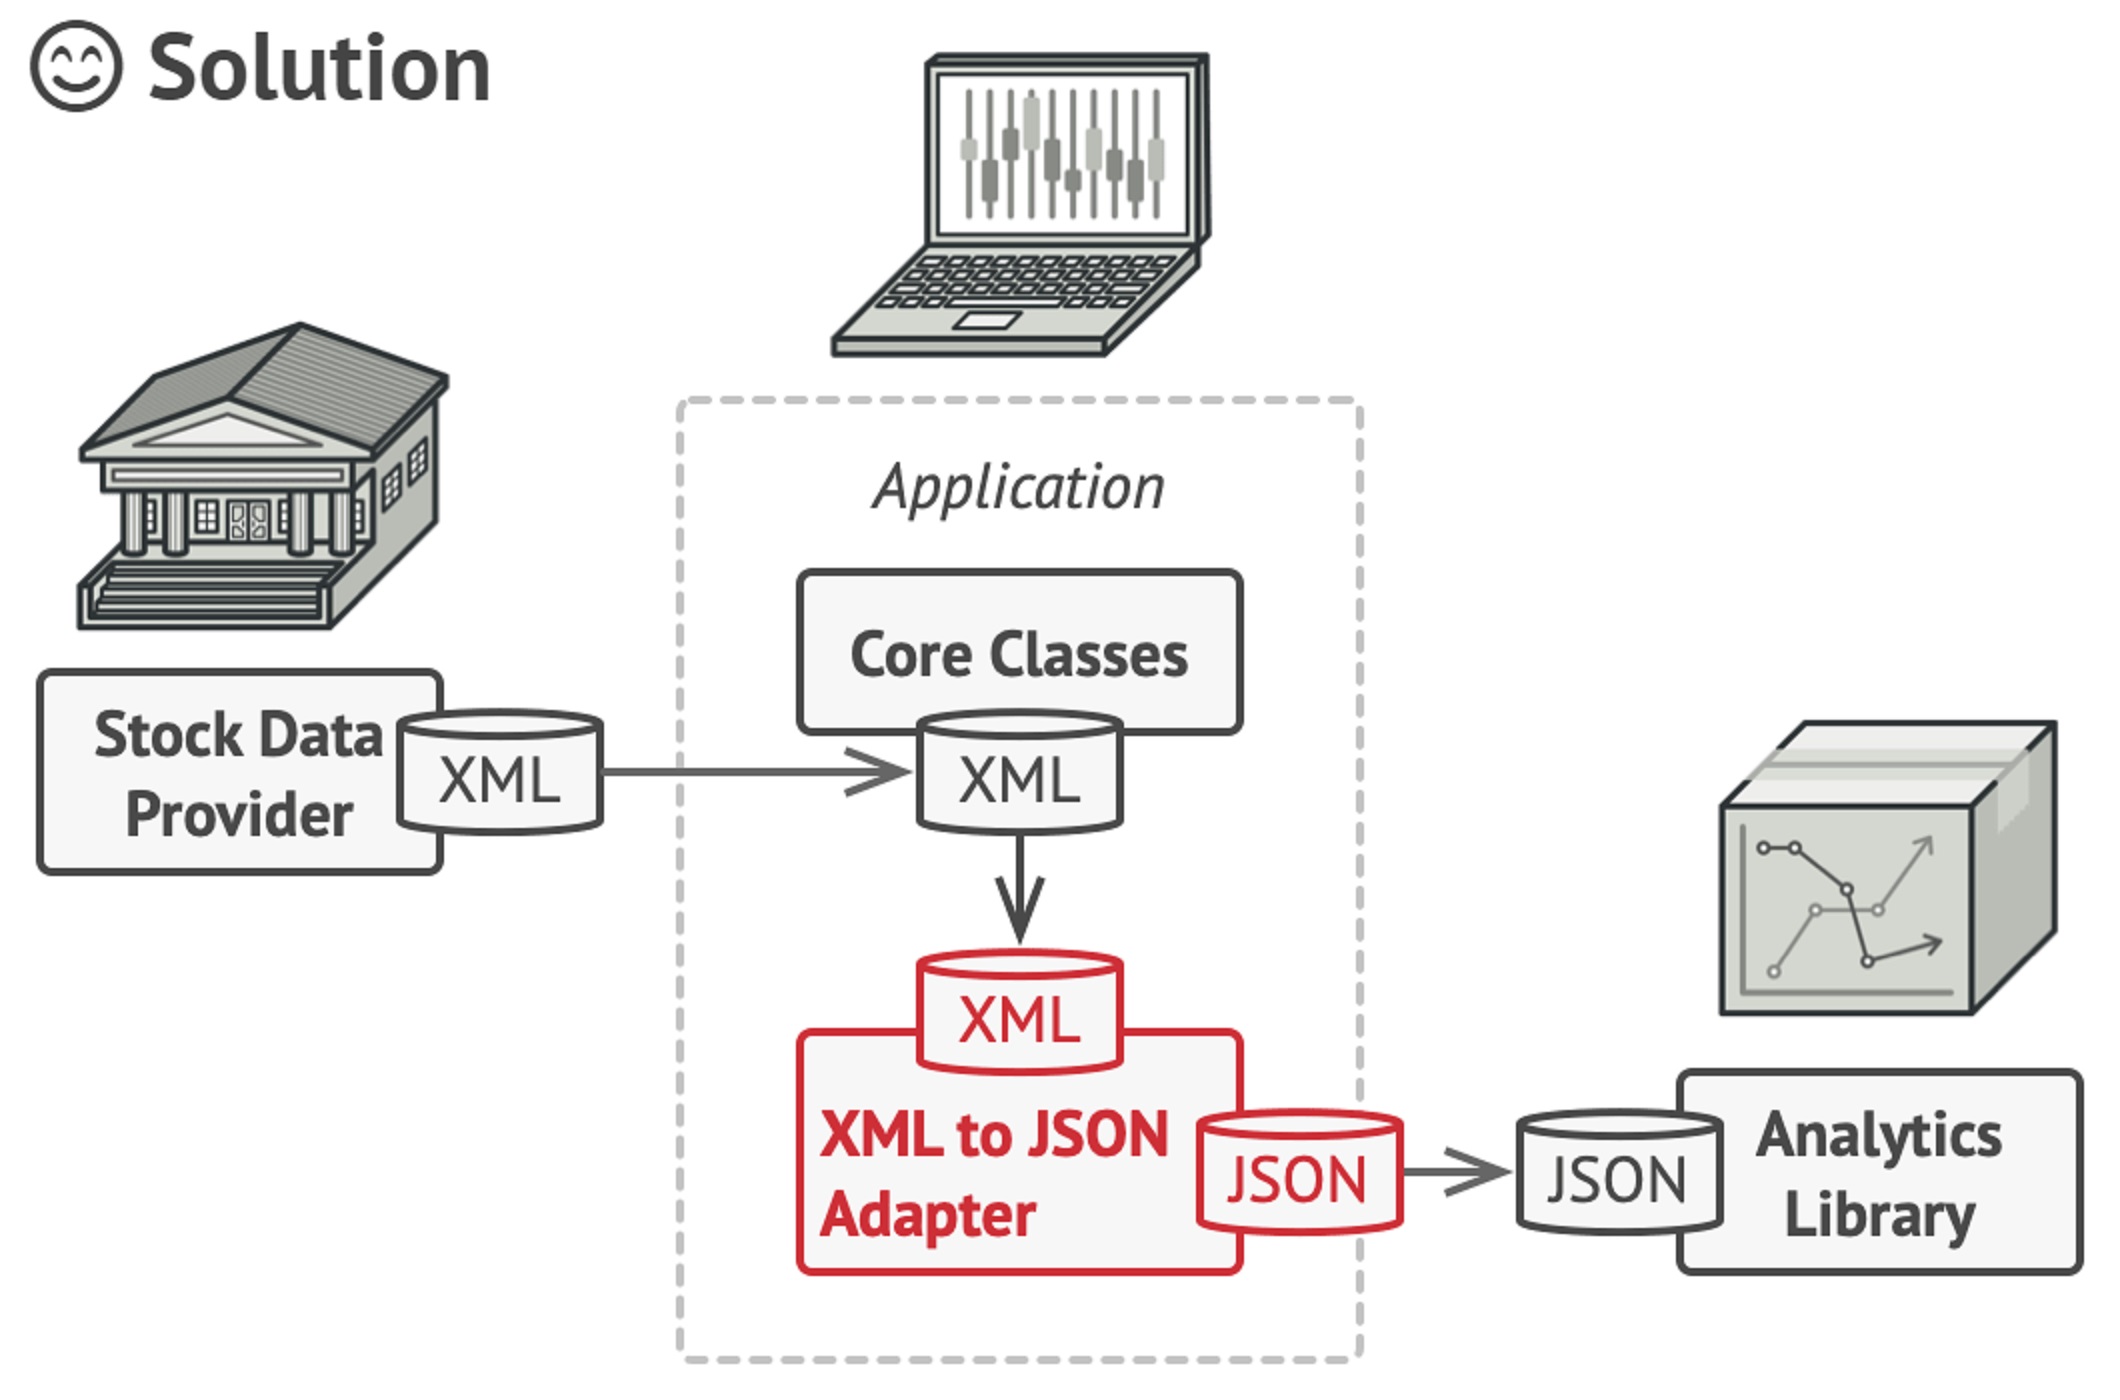 Solution
Application
Core Classes
Stock Data
Provider
XML
XML
XML
XML to JSON
Adapter
JSON
JSON
Analytics
Library